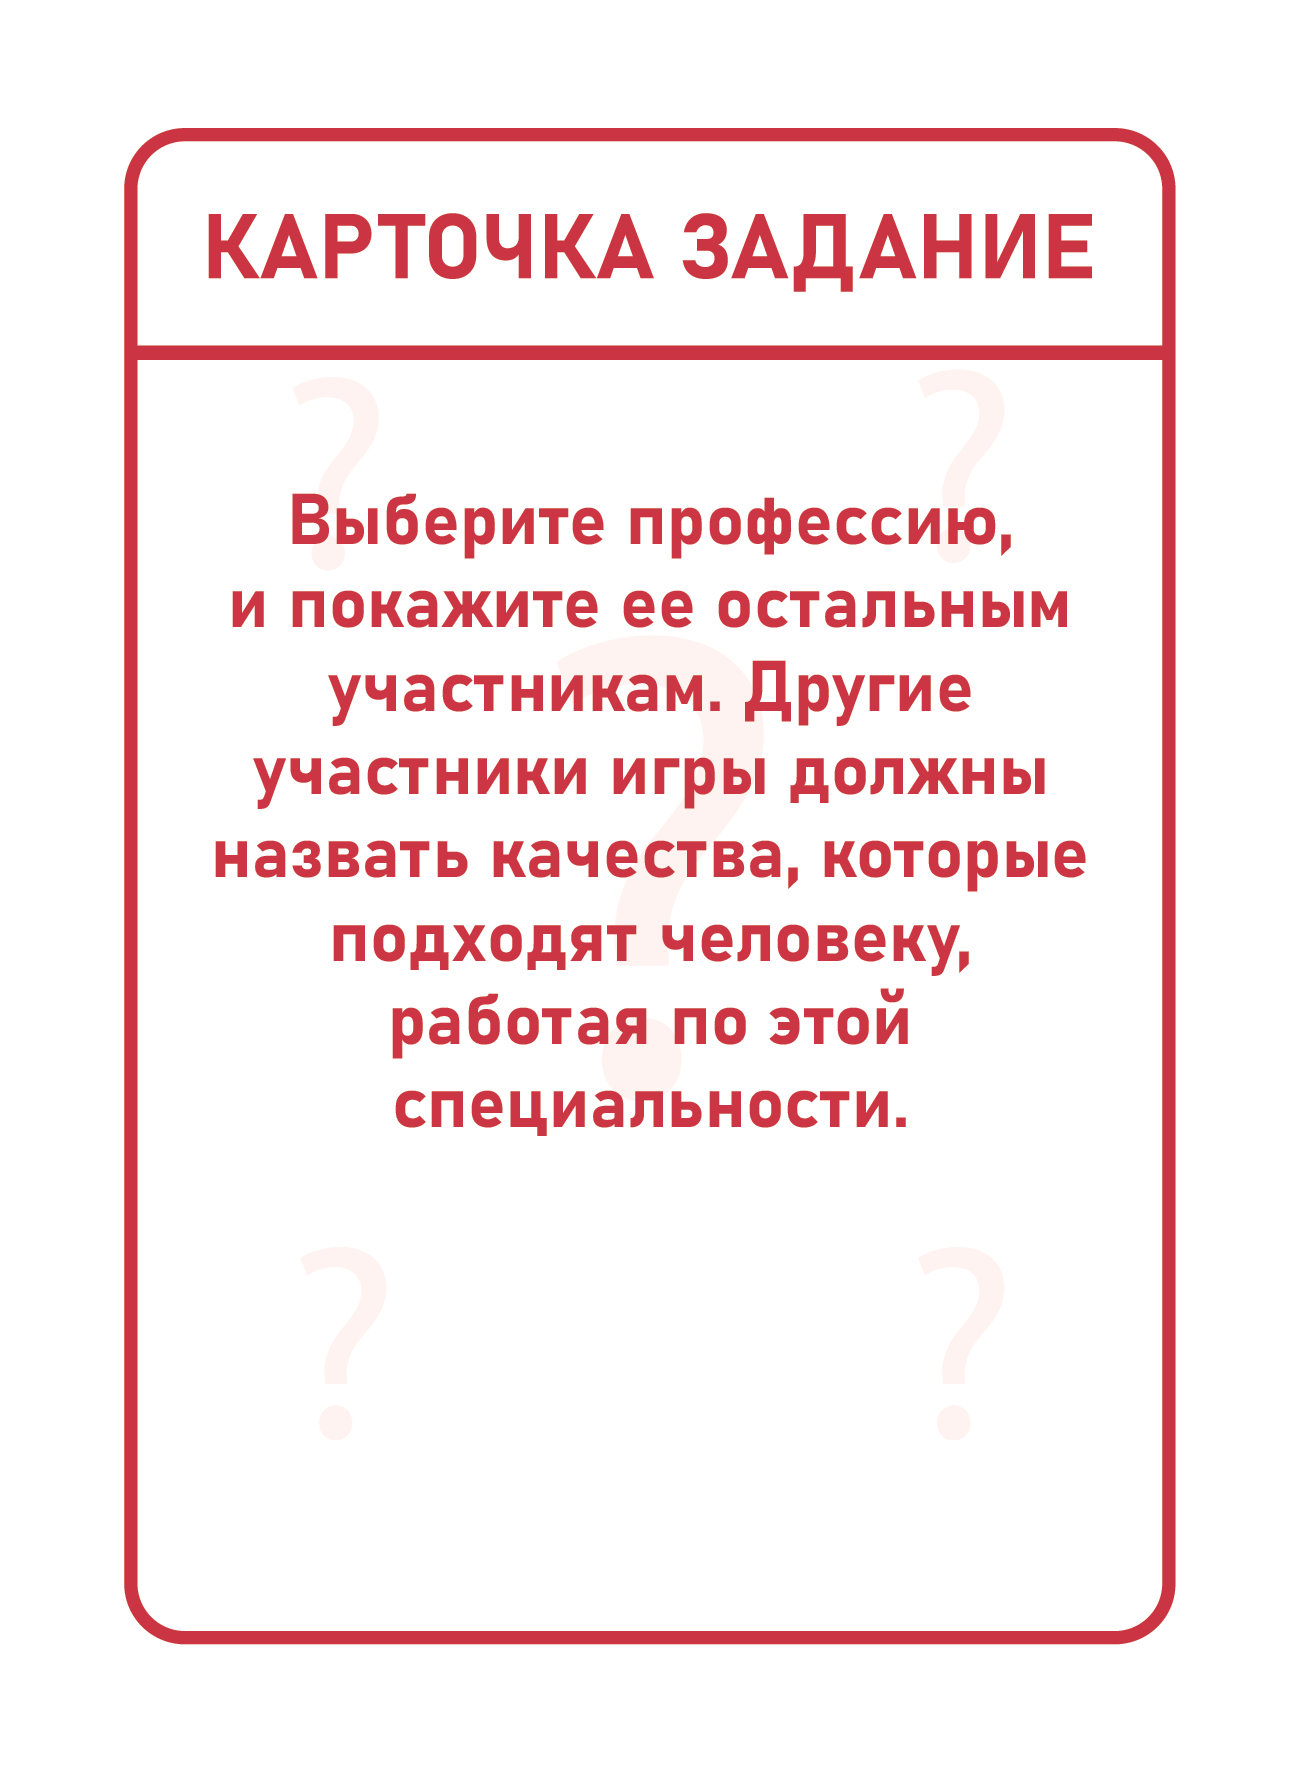 КАРТОЧКА ЗАДАНИЕ
?
?
Выберите профессию,
и покажите ее остальным
участникам. Другие
участники игры должны
назвать качества, которые
подходят человеку,
работая по этой
специальности.
?
?
?